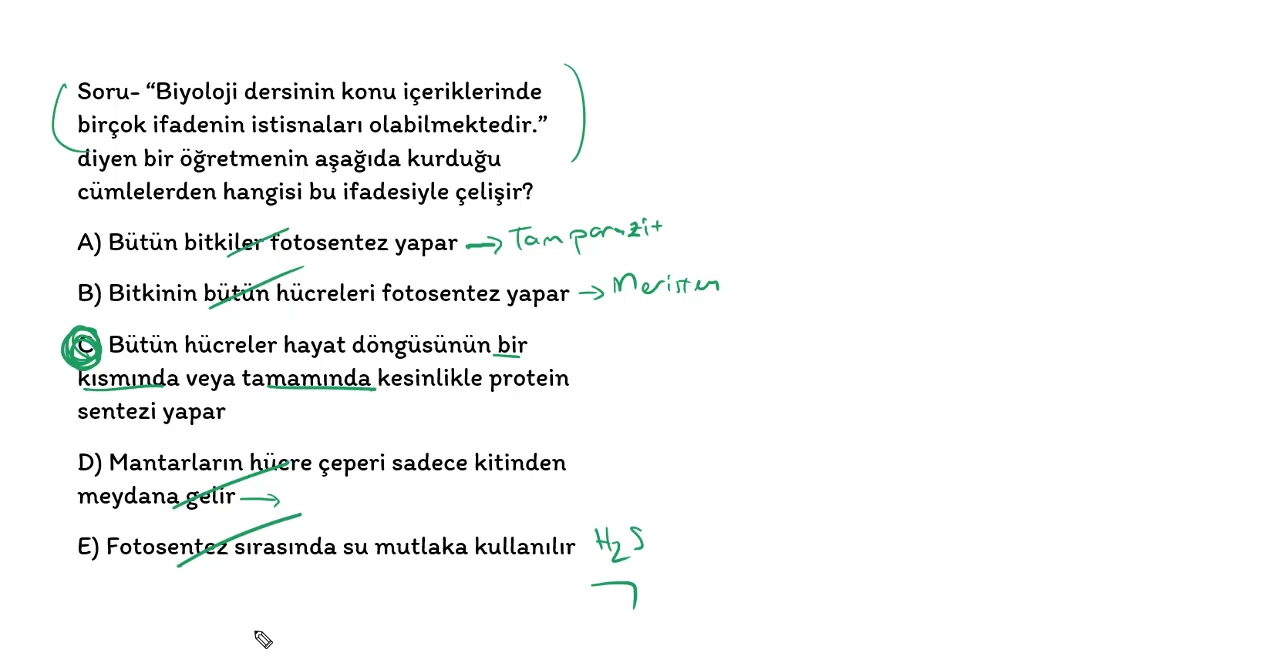 Soru- “Biyoloji dersinin konu içeriklerinde
birçok ifadenin istisnaları olabilmektedir.”
diyen bir öğretmenin aşağıda kurduğu
cümlelerden hangisi bu ifadesiyle çelişir?
A) Bütün bitkiler fotosentez yapar → Tam parazit
B) Bitkinin bütün hücreleri fotosentez yapar → Meristem
C) Bütün hücreler hayat döngüsünün bir
kısmında veya tamamında kesinlikle protein
sentezi yapar
D) Mantarların hücre çeperi sadece kitinden
meydana gelir →
E) Fotosentez sırasında su mutlaka kullanılır H₂S